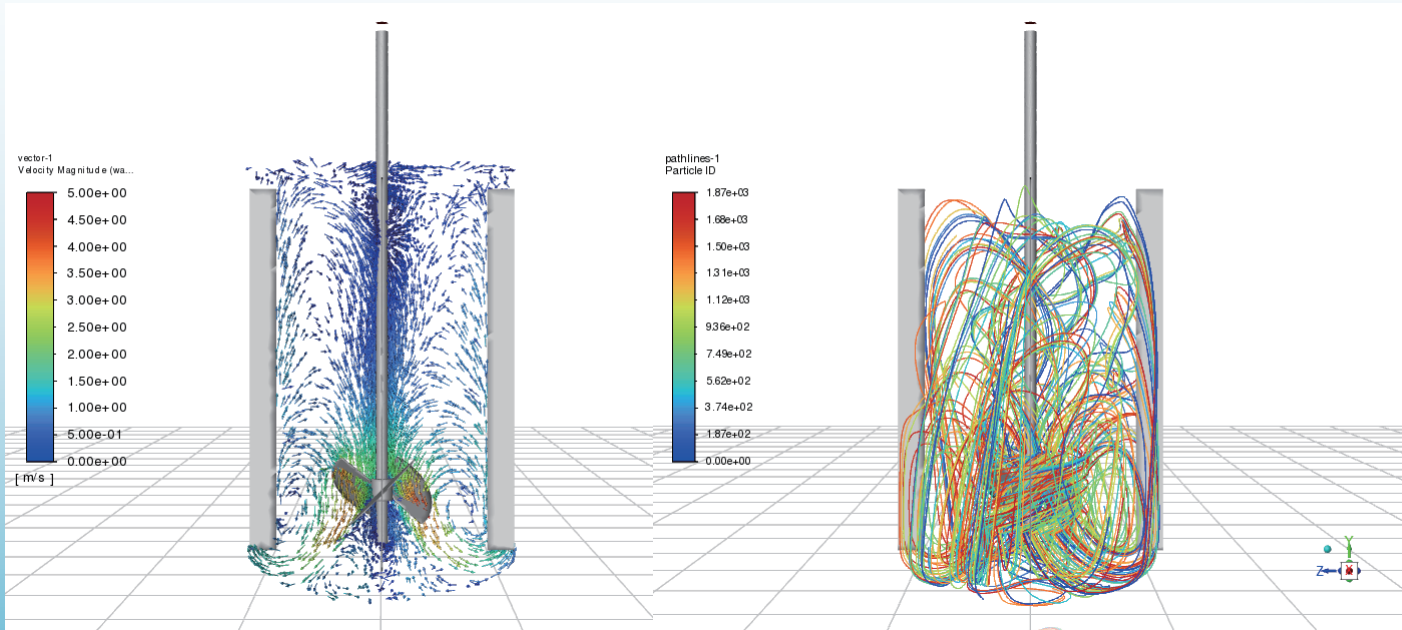 vector-1
Velocity Magnitude (wa...
5.00e+00
4.50e+00
4.00e+00
3.50e+00
3.00e+00
2.50e+00
2.00e+00
1.50e+00
1.00e+00
5.00e-01
0.00e+00
[ m/s ]
pathlines-1
Particle ID
1.87e+03
1.68e+03
1.50e+03
1.31e+03
1.12e+03
9.36e+02
7.49e+02
5.62e+02
3.74e+02
1.87e+02
0.00e+00
Y
Z
X